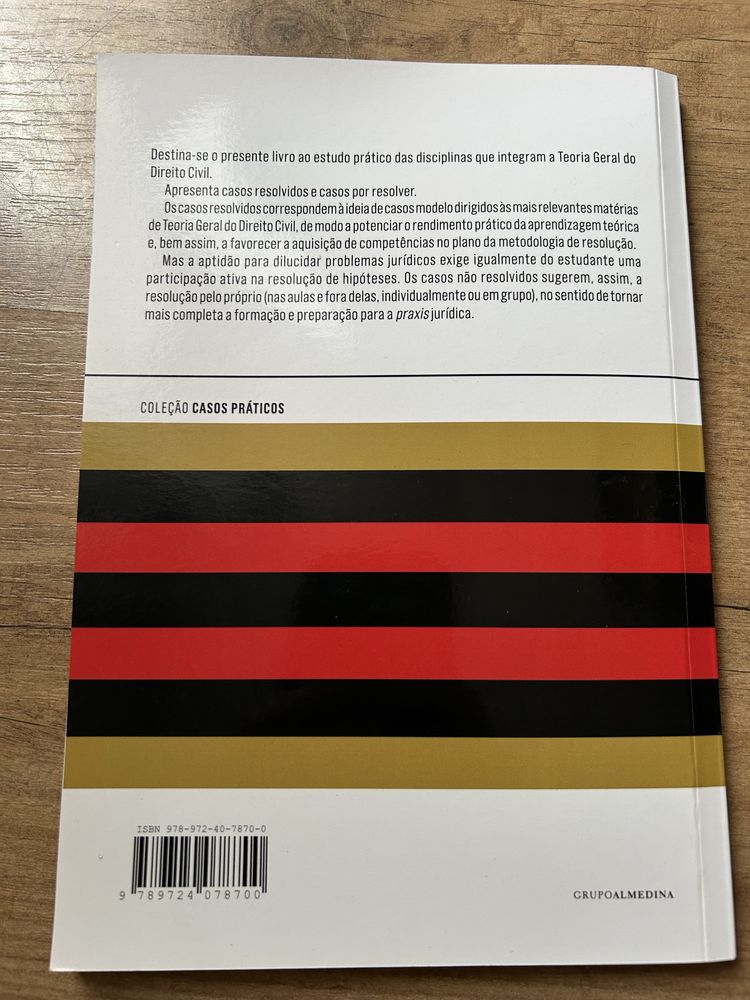 Destina-se o presente livro ao estudo prático das disciplinas que integram a Teoria Geral do
Direito Civil.
Apresenta casos resolvidos e casos por resolver.
Os casos resolvidos correspondem à ideia de casos modelo dirigidos às mais relevantes matérias
de Teoria Geral do Direito Civil, de modo a potenciar o rendimento prático da aprendizagem teórica
e, bem assim, a favorecer a aquisição de competências no plano da metodologia de resolução.
Mas a aptidão para dilucidar problemas jurídicos exige igualmente do estudante uma
participação ativa na resolução de hipóteses. Os casos não resolvidos sugerem, assim, a
resolução pelo próprio (nas aulas e fora delas, individualmente ou em grupo), no sentido de tornar
mais completa a formação e preparação para a praxis jurídica.
COLEÇÃO CASOS PRÁTICOS
ISBN 978-972-40-7870-0
9 789724 078700
GRUPOALMEDINA